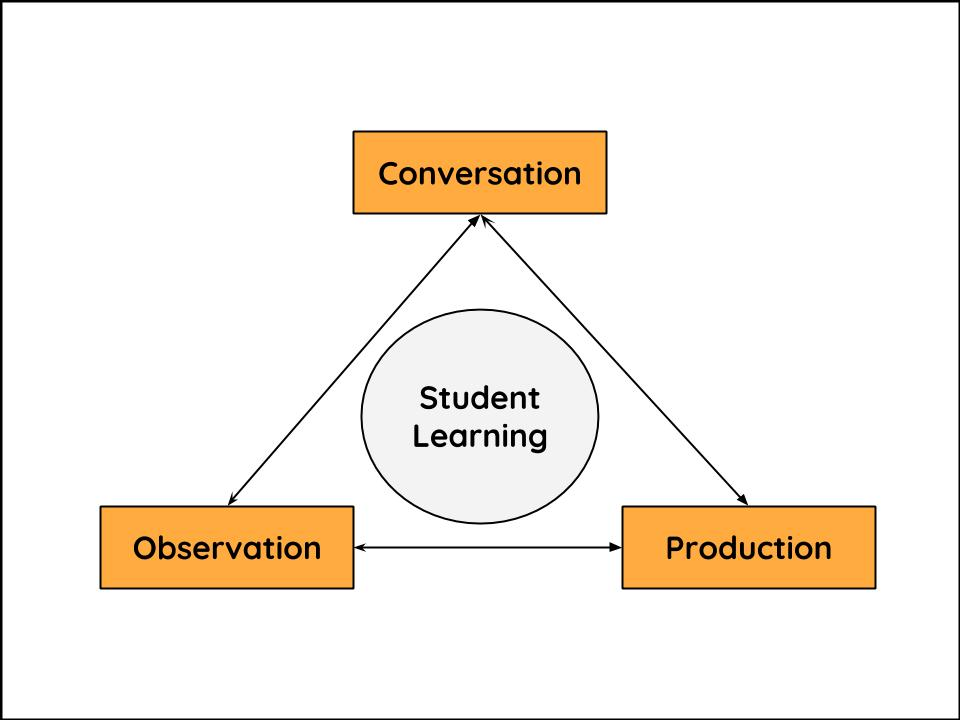 Conversation
Student
Learning
Observation
Production